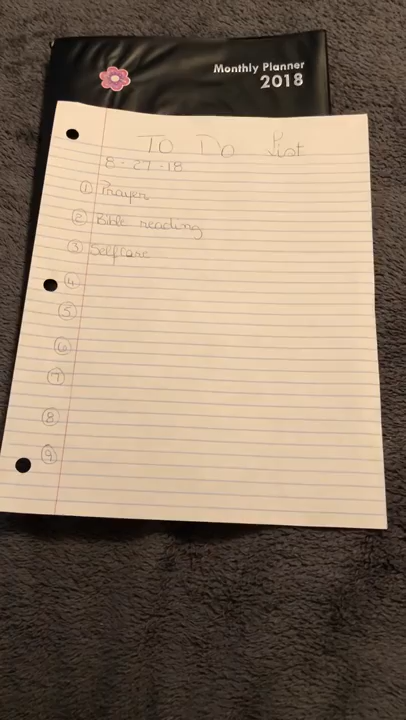 Monthly Planner
2018
To Do List
8-27-18
① Prayer
② Bible reading
③ Selfcare
④
⑤
⑥
⑦
⑧
⑨